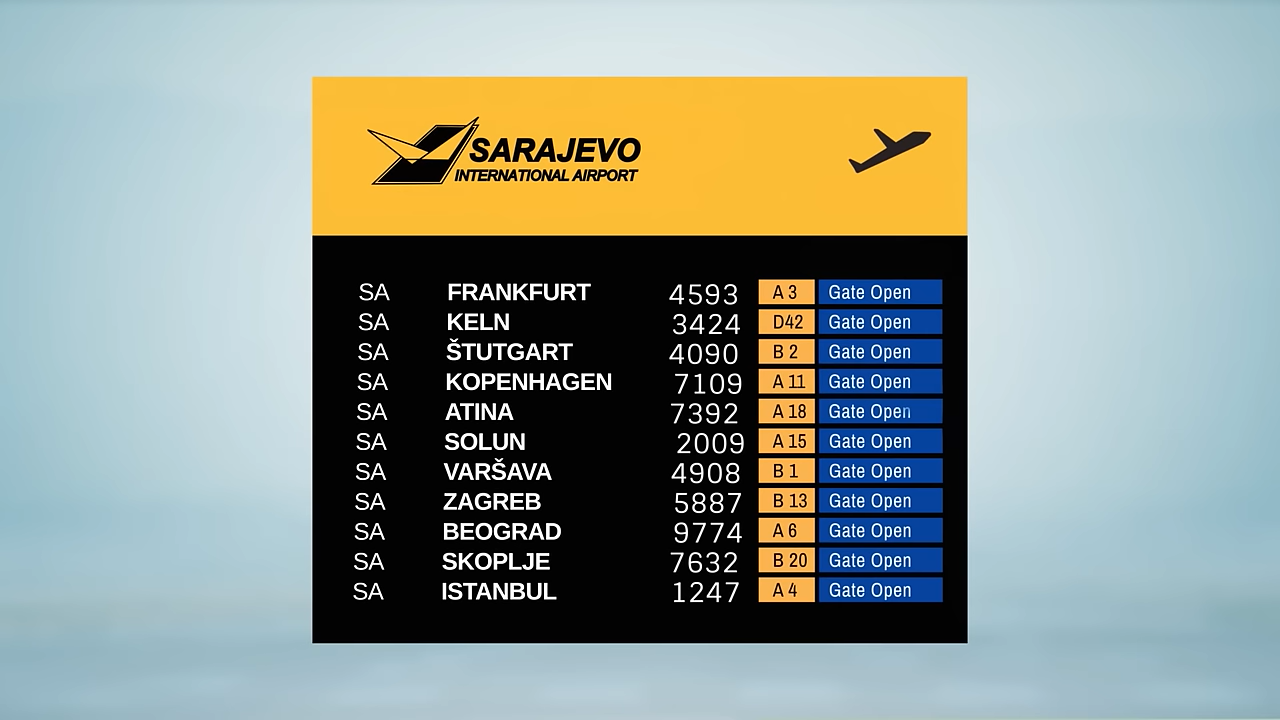 SARAJEVO
INTERNATIONAL AIRPORT
SA FRANKFURT 4593 A 3 Gate Open
SA KELN 3424 D42 Gate Open
SA ŠTUTGART 4090 B 2 Gate Open
SA KOPENHAGEN 7109 A 11 Gate Open
SA ATINA 7392 A 18 Gate Open
SA SOLUN 2009 A 15 Gate Open
SA VARŠAVA 4908 B 1 Gate Open
SA ZAGREB 5887 B 13 Gate Open
SA BEOGRAD 9774 A 6 Gate Open
SA SKOPLJE 7632 B 20 Gate Open
SA ISTANBUL 1247 A 4 Gate Open